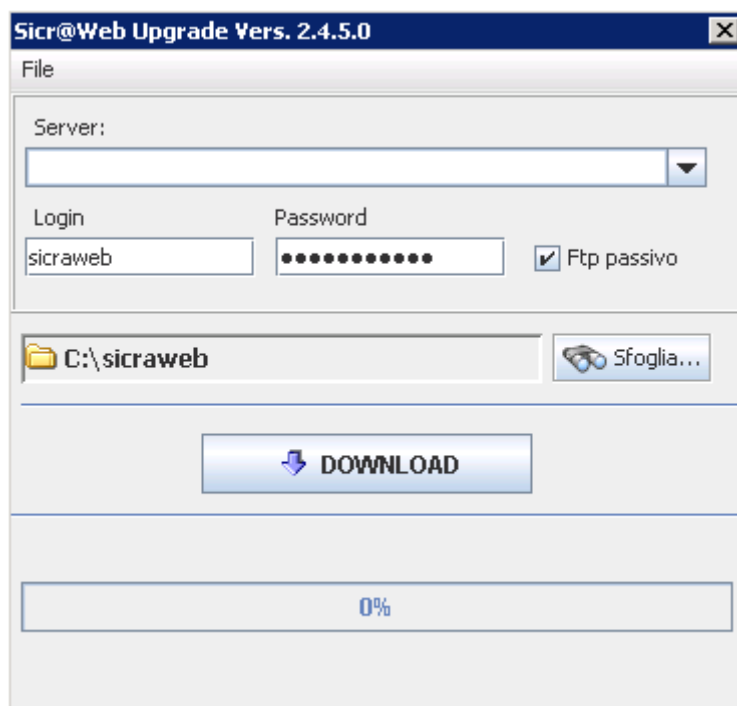 Sicr@Web Upgrade Vers. 2.4.5.0
File
Server:
Login Password
sicraweb ●●●●●●●●●●● Ftp passivo
C:\sicraweb Sfoglia...
DOWNLOAD
0%